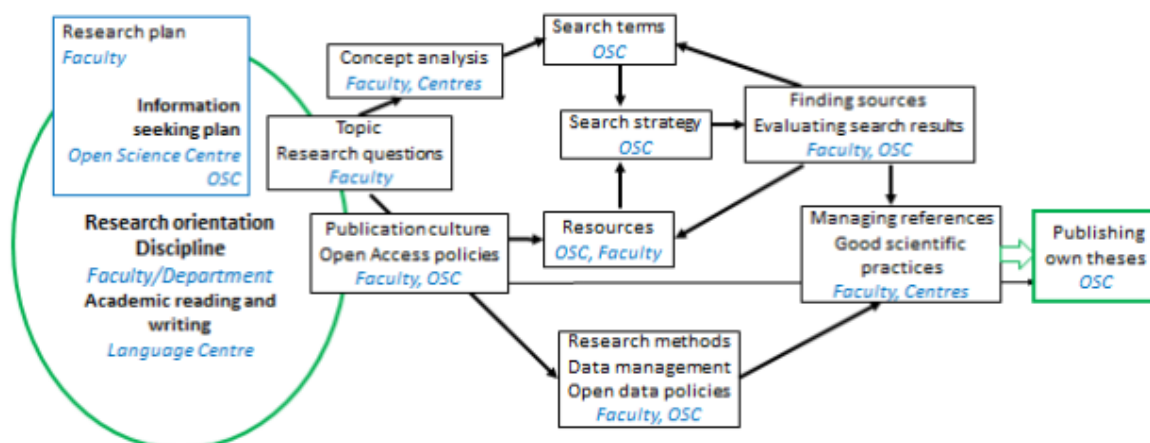 Research plan
Faculty
Information
seeking plan
Open Science Centre
OSC
Research orientation
Discipline
Faculty/Department
Academic reading and
writing
Language Centre
Concept analysis
Faculty, Centres
Topic
Research questions
Faculty
Publication culture
Open Access policies
Faculty, OSC
Search terms
OSC
Search strategy
OSC
Resources
OSC, Faculty
Research methods
Data management
Open data policies
Faculty, OSC
Finding sources
Evaluating search results
Faculty, OSC
Managing references
Good scientific
practices
Faculty, Centres
Publishing
own theses
OSC